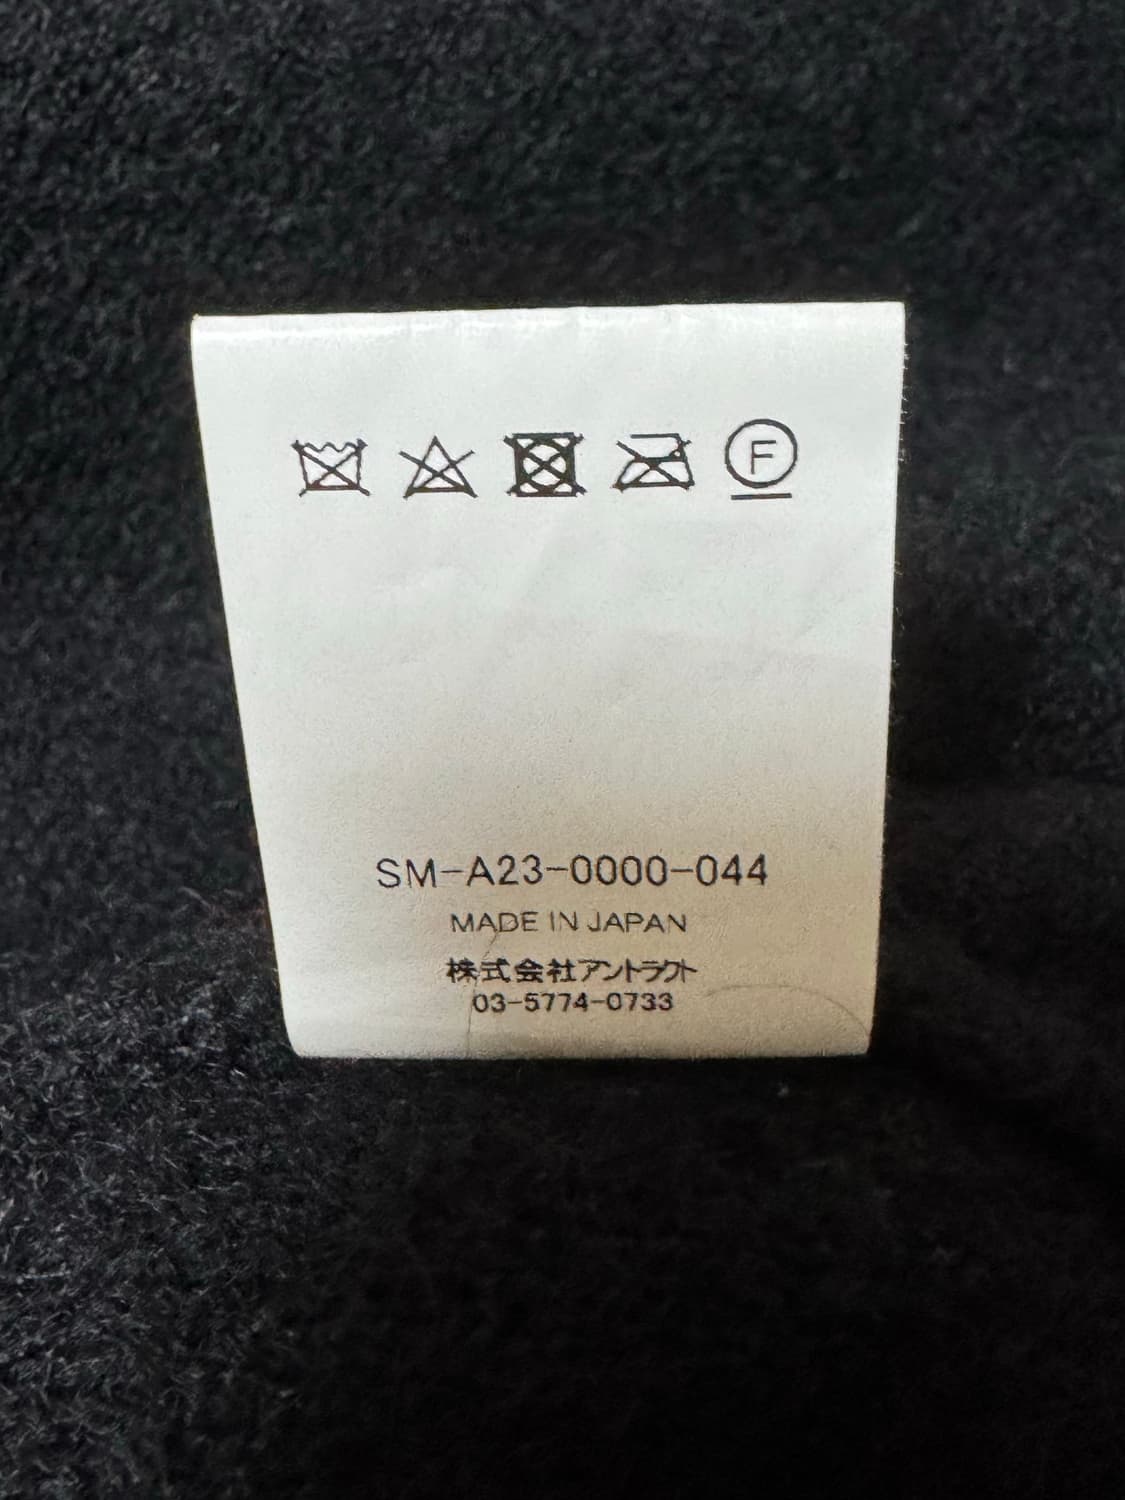 F
SM-A23-0000-044
MADE IN JAPAN
株式会社アントラクト
03-5774-0733